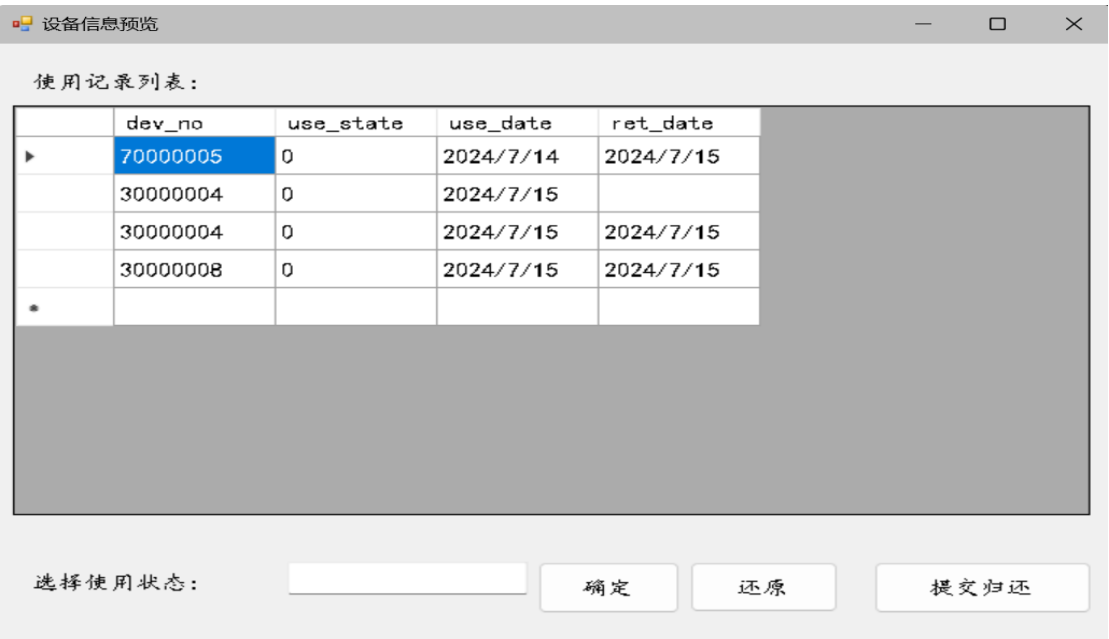 设备信息预览
使用记录列表:
dev_no use_state use_date ret_date
70000005 0 2024/7/14 2024/7/15
30000004 0 2024/7/15
30000004 0 2024/7/15 2024/7/15
30000008 0 2024/7/15 2024/7/15
选择使用状态: 确定 还原 提交归还